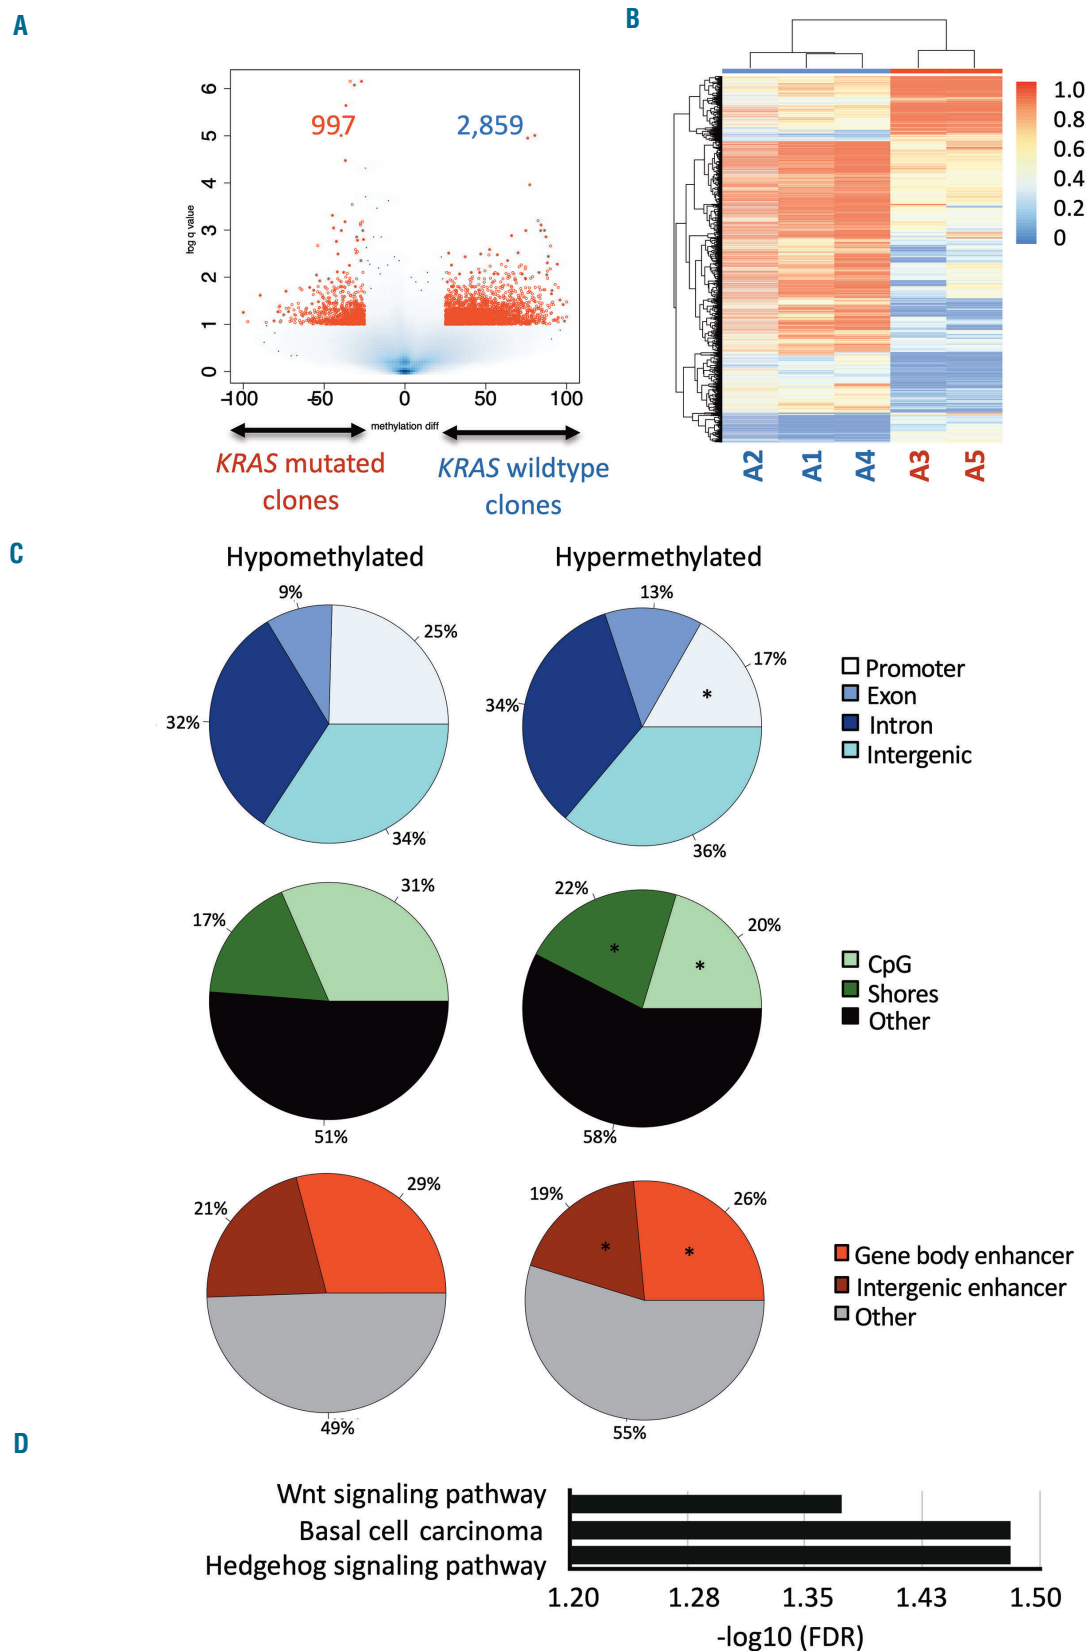 A
6
5
4
3
2
1
0
log q value
997
2,859
-100
-50
0
50
100
methylation diff
KRAS mutated
clones
KRAS wildtype
clones
B
1.0
0.8
0.6
0.4
0.2
0
A2
A1
A4
A3
A5
C
Hypomethylated
Hypermethylated
9%
25%
32%
34%
13%
17%
*
34%
36%
Promoter
Exon
Intron
Intergenic
31%
17%
51%
22%
20%
*
*
58%
CpG
Shores
Other
29%
21%
49%
19%
26%
*
*
55%
Gene body enhancer
Intergenic enhancer
Other
D
Wnt signaling pathway
Basal cell carcinoma
Hedgehog signaling pathway
1.20 1.28 1.35 1.43 1.50
-log10 (FDR)